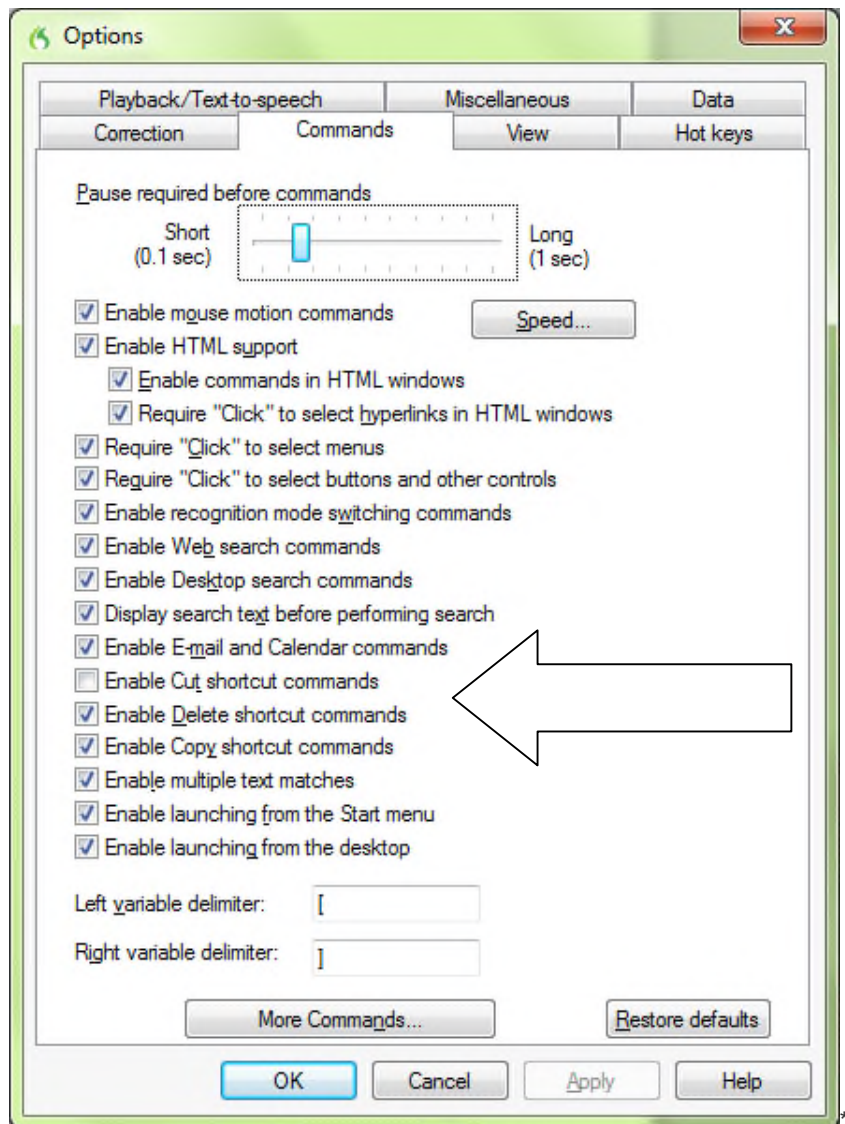 Options
Playback/Text-to-speech Miscellaneous Data
Correction Commands View Hot keys
Pause required before commands
Short Long
(0.1 sec) (1 sec)
Enable mouse motion commands Speed...
Enable HTML support
Enable commands in HTML windows
Require "Click" to select hyperlinks in HTML windows
Require "Click" to select menus
Require "Click" to select buttons and other controls
Enable recognition mode switching commands
Enable Web search commands
Enable Desktop search commands
Display search text before performing search
Enable E-mail and Calendar commands
Enable Cut shortcut commands
Enable Delete shortcut commands
Enable Copy shortcut commands
Enable multiple text matches
Enable launching from the Start menu
Enable launching from the desktop
Left variable delimiter: [
Right variable delimiter: ]
More Commands... Restore defaults
OK Cancel Apply Help
*